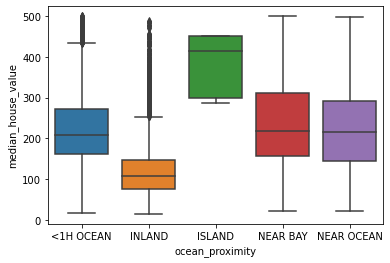 500
400
300
200
100
0
median_house_value
<1H OCEAN INLAND ISLAND NEAR BAY NEAR OCEAN
ocean_proximity